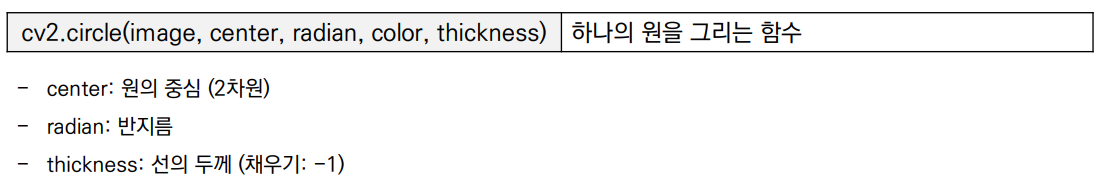 cv2.circle(image, center, radian, color, thickness) 하나의 원을 그리는 함수
- center: 원의 중심 (2차원)
- radian: 반지름
- thickness: 선의 두께 (채우기: -1)